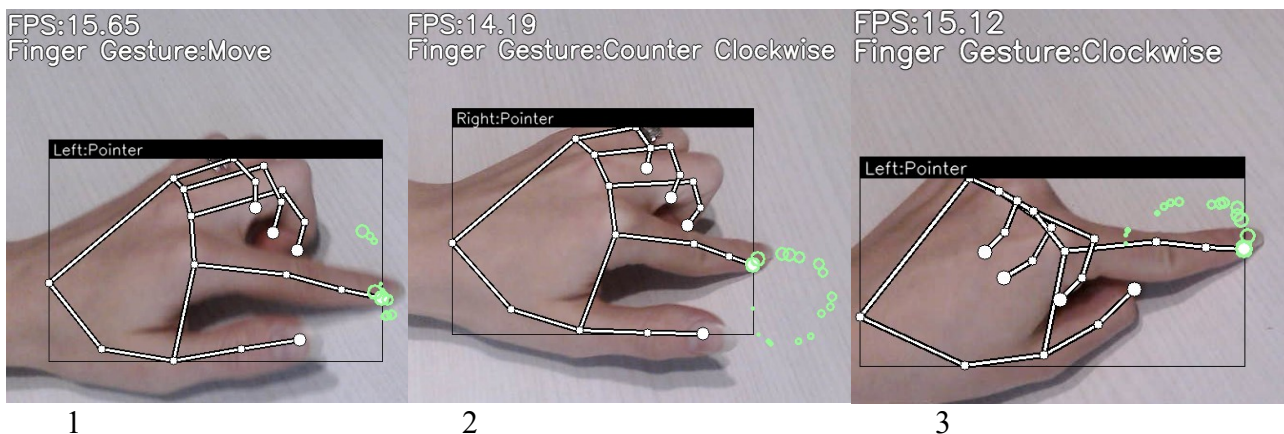 FPS:15.65
Finger Gesture:Move
Left:Pointer
FPS:14.19
Finger Gesture:Counter Clockwise
Right:Pointer
FPS:15.12
Finger Gesture:Clockwise
Left:Pointer
1
2
3